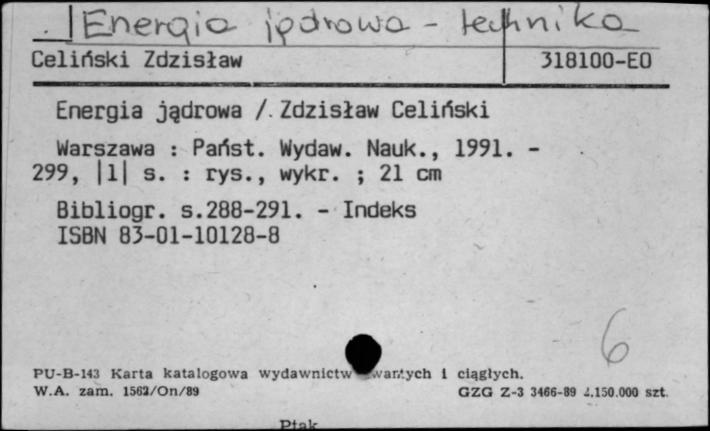 Energia jądrowa - technika
Celiński Zdzisław 318100-EO
Energia jądrowa /. Zdzisław Celiński
Warszawa : Państ. Wydaw. Nauk., 1991. -
299, |1| s. : rys., wykr. ; 21 cm
Bibliogr. s.288-291. - Indeks
ISBN 83-01-10128-8
6
PU-B-143 Karta katalogowa wydawnictw zwartych i ciągłych.
W.A. zam. 1562/On/89 GZG Z-3 3466-89 .150.000 szt.
Ptak